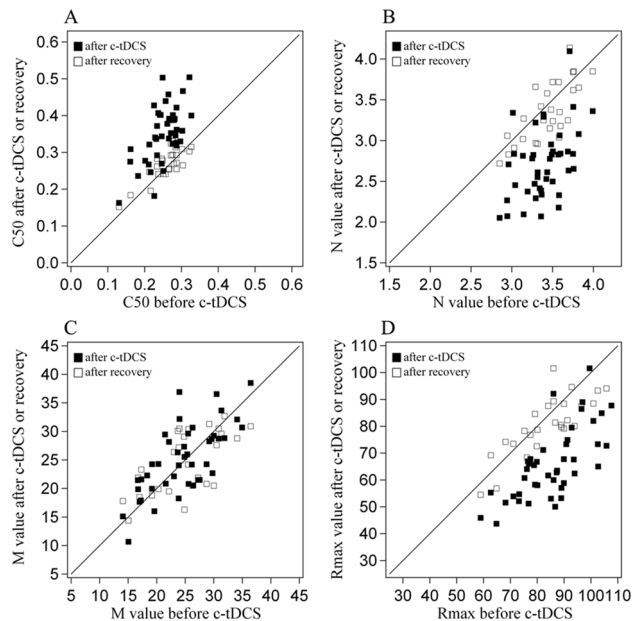 A
0.6
0.5
0.4
0.3
0.2
0.1
0.0
■ after c-tDCS
□ after recovery
C50 after c-tDCS or recovery
0.0 0.1 0.2 0.3 0.4 0.5 0.6
C50 before c-tDCS
B
4.0
3.5
3.0
2.5
2.0
1.5
■ after c-tDCS
□ after recovery
N value after c-tDCS or recovery
1.5 2.0 2.5 3.0 3.5 4.0
N value before c-tDCS
C
45
40
35
30
25
20
15
10
5
■ after c-tDCS
□ after recovery
M value after c-tDCS or recovery
5 10 15 20 25 30 35 40 45
M value before c-tDCS
D
110
100
90
80
70
60
50
40
30
■ after c-tDCS
□ after recovery
Rmax value after c-tDCS or recovery
30 40 50 60 70 80 90 100 110
Rmax before c-tDCS